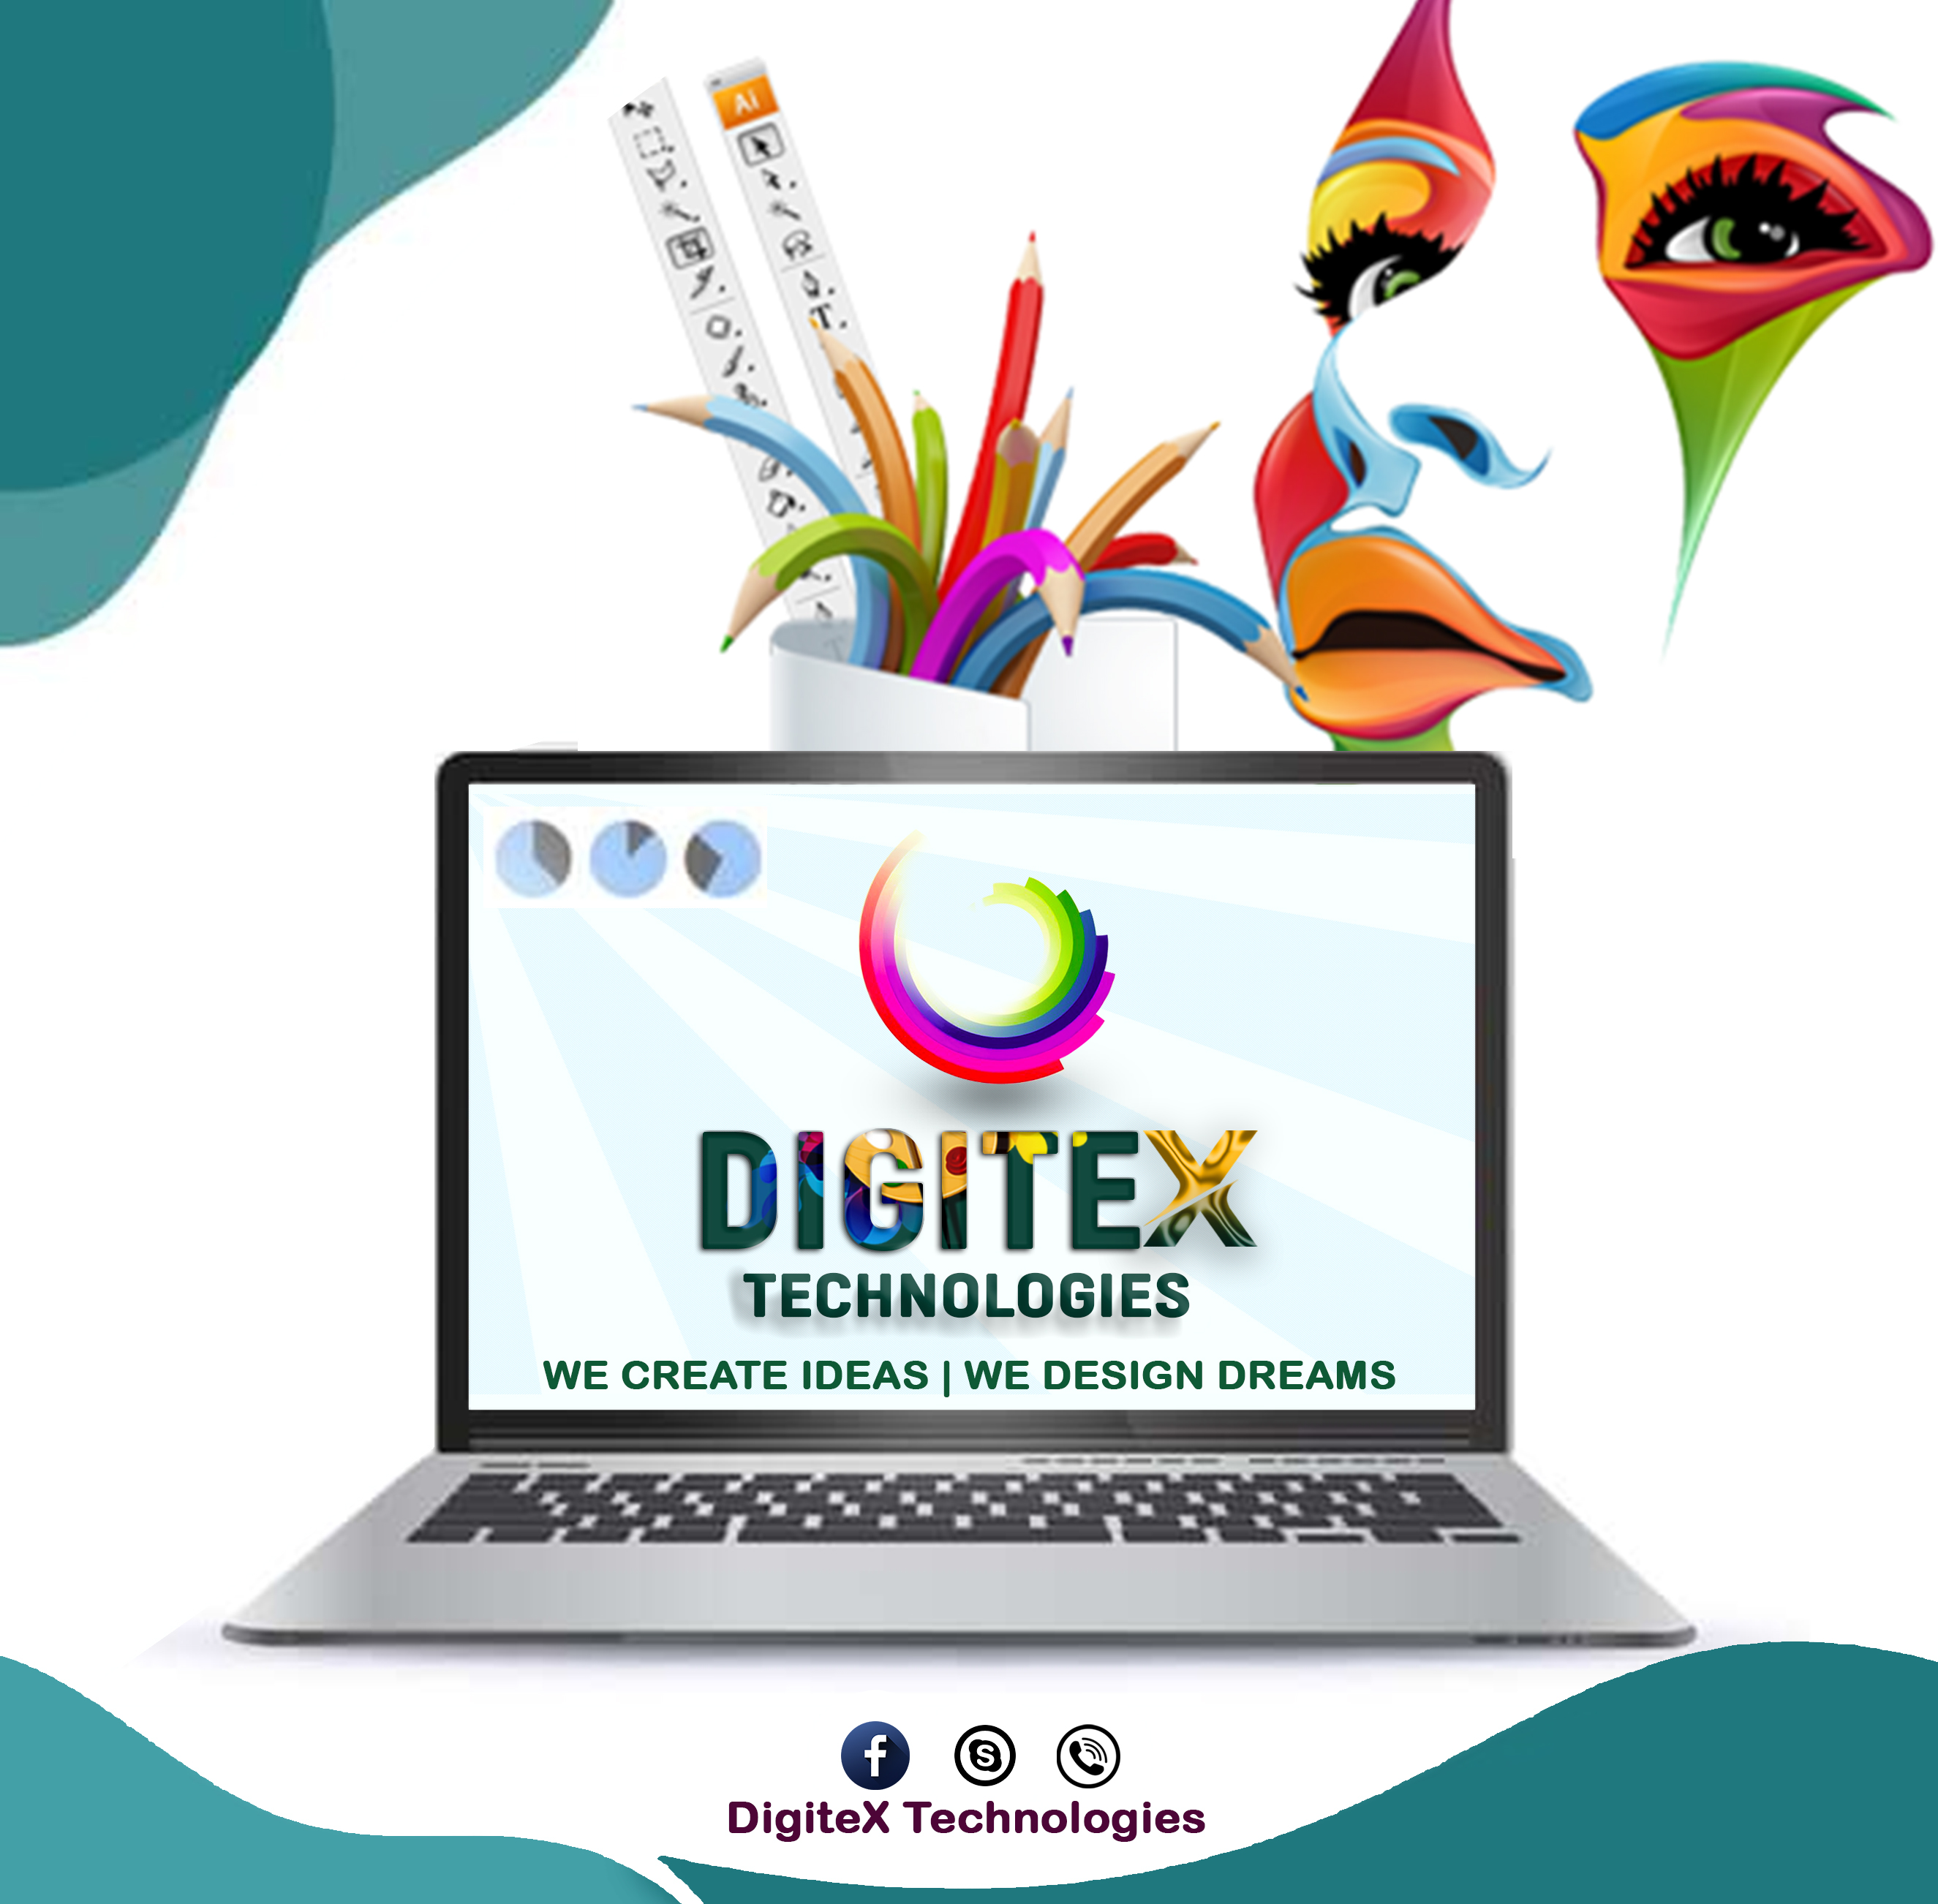 Ai
T
DIGITEX
TECHNOLOGIES
WE CREATE IDEAS | WE DESIGN DREAMS
f S
DigiteX Technologies